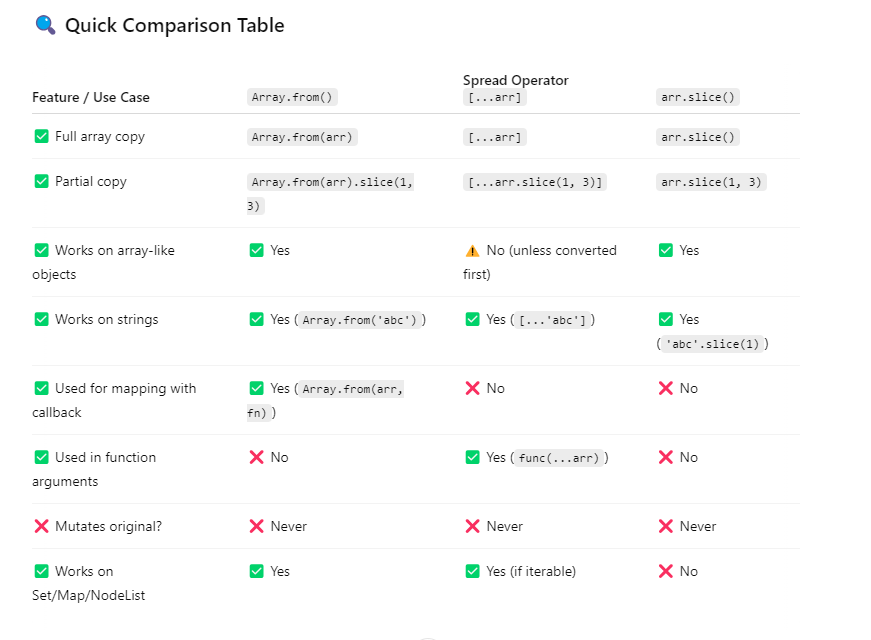 🔍 Quick Comparison Table
Feature / Use Case Array.from() Spread Operator [...arr] arr.slice()
✅ Full array copy Array.from(arr) [...arr] arr.slice()
✅ Partial copy Array.from(arr).slice(1, 3) [...arr.slice(1, 3)] arr.slice(1, 3)
✅ Works on array-like objects ✅ Yes ⚠️ No (unless converted first) ✅ Yes
✅ Works on strings ✅ Yes (Array.from('abc')) ✅ Yes ([...'abc']) ✅ Yes ('abc'.slice(1))
✅ Used for mapping with callback ✅ Yes (Array.from(arr, fn)) ❌ No ❌ No
✅ Used in function arguments ❌ No ✅ Yes (func(...arr)) ❌ No
❌ Mutates original? ❌ Never ❌ Never ❌ Never
✅ Works on Set/Map/NodeList ✅ Yes ✅ Yes (if iterable) ❌ No